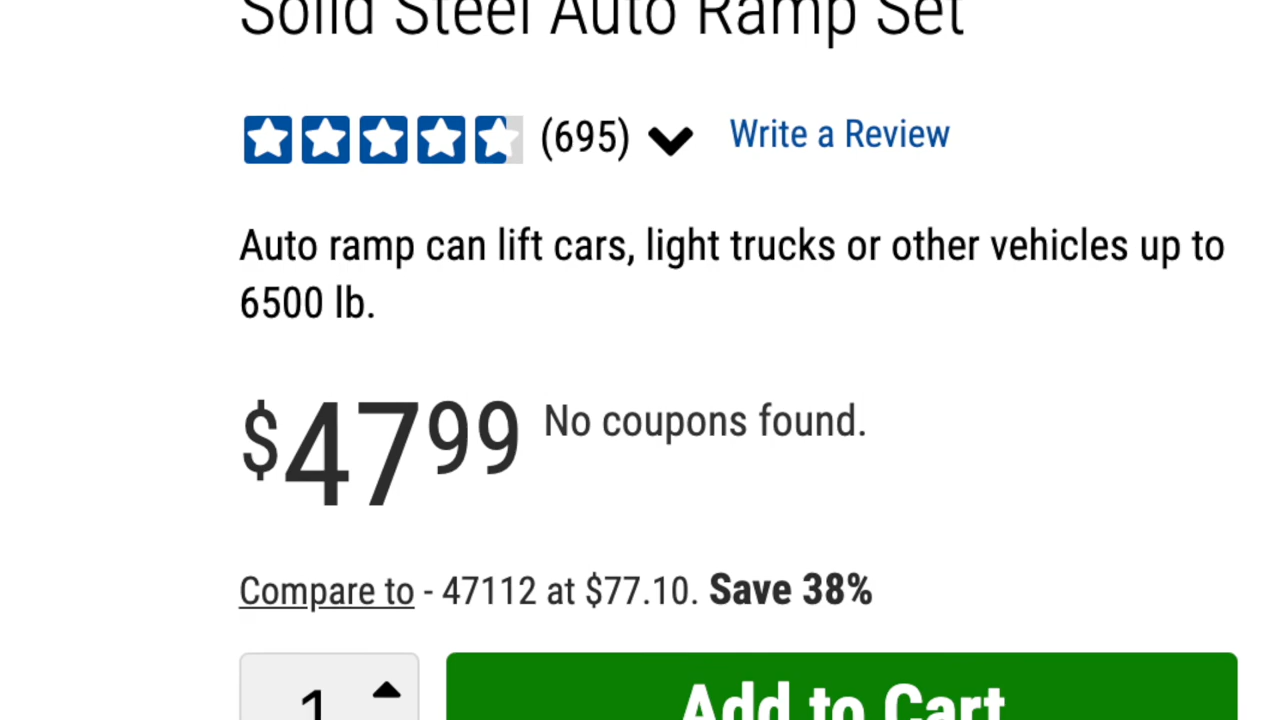 Solid Steel Auto Ramp Set
(695) Write a Review
Auto ramp can lift cars, light trucks or other vehicles up to
6500 lb.
$4799 No coupons found.
Compare to - 47112 at $77.10. Save 38%
1 Add to Cart